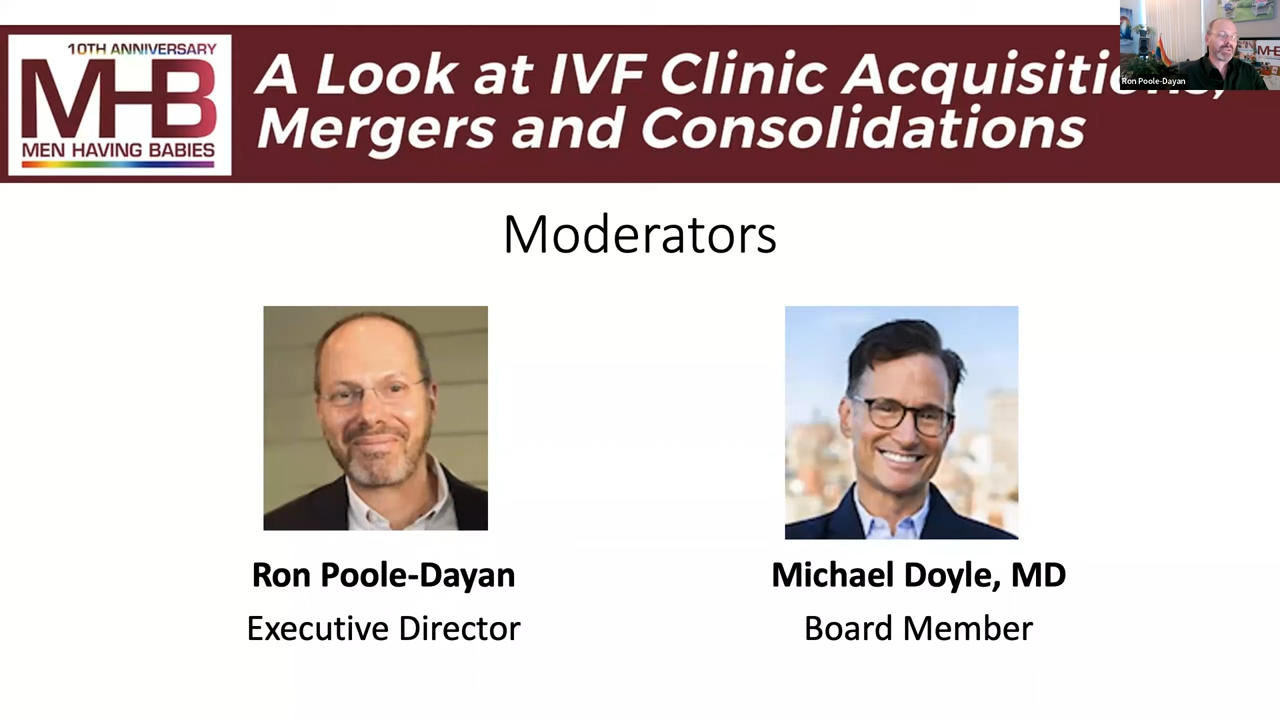 10TH ANNIVERSARY
MHB
MEN HAVING BABIES
A Look at IVF Clinic
Mergers and Consolidations
Ron Poole-Dayan
Moderators
Ron Poole-Dayan
Michael Doyle, MD
Executive Director
Board Member